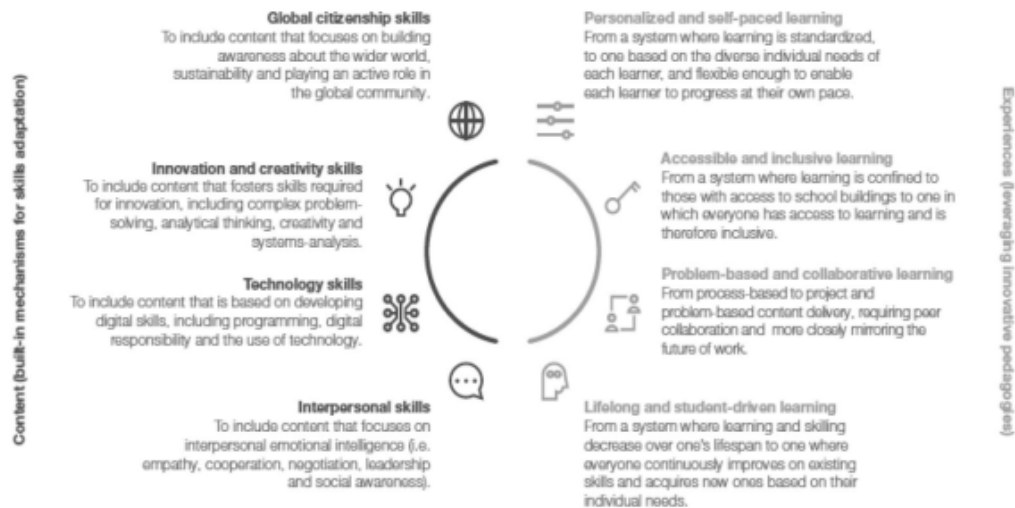 Content (built-in mechanisms for skills adaptation)
Global citizenship skills
To include content that focuses on building
awareness about the wider world,
sustainability and playing an active role in
the global community.
Innovation and creativity skills
To include content that fosters skills required
for innovation, including complex problem-
solving, analytical thinking, creativity and
systems-analysis.
Technology skills
To include content that is based on developing
digital skills, including programming, digital
responsibility and the use of technology.
Interpersonal skills
To include content that focuses on
interpersonal emotional intelligence (i.e.
empathy, cooperation, negotiation, leadership
and social awareness).
Personalized and self-paced learning
From a system where learning is standardized,
to one based on the diverse individual needs of
each learner, and flexible enough to enable
each learner to progress at their own pace.
Accessible and inclusive learning
From a system where learning is confined to
those with access to school buildings to one in
which everyone has access to learning and is
therefore inclusive.
Problem-based and collaborative learning
From process-based to project and
problem-based content delivery, requiring peer
collaboration and more closely mirroring the
future of work.
Lifelong and student-driven learning
From a system where learning and skilling
decrease over one's lifespan to one where
everyone continuously improves on existing
skills and acquires new ones based on their
individual needs.
Experiences (leveraging innovative pedagogies)